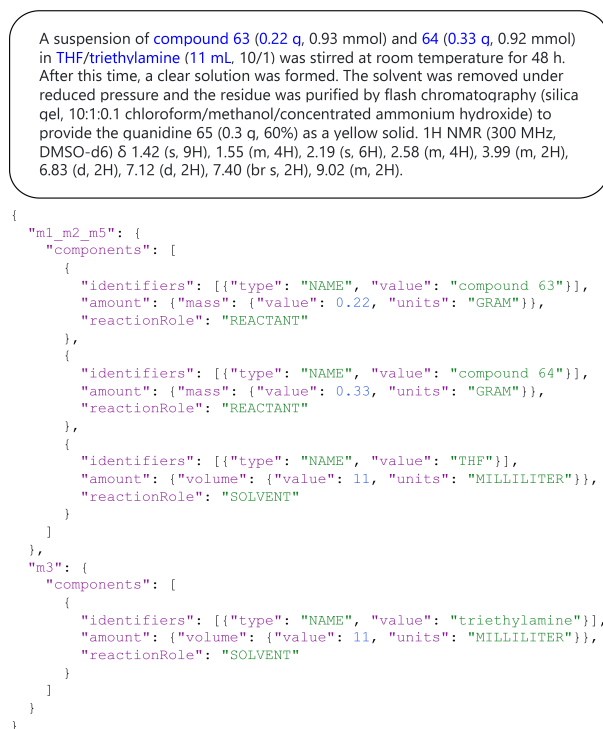 A suspension of compound 63 (0.22 g, 0.93 mmol) and 64 (0.33 g, 0.92 mmol)
in THF/triethylamine (11 mL, 10/1) was stirred at room temperature for 48 h.
After this time, a clear solution was formed. The solvent was removed under
reduced pressure and the residue was purified by flash chromatography (silica
gel, 10:1:0.1 chloroform/methanol/concentrated ammonium hydroxide) to
provide the guanidine 65 (0.3 g, 60%) as a yellow solid. 1H NMR (300 MHz,
DMSO-d6) δ 1.42 (s, 9H), 1.55 (m, 4H), 2.19 (s, 6H), 2.58 (m, 4H), 3.99 (m, 2H),
6.83 (d, 2H), 7.12 (d, 2H), 7.40 (br s, 2H), 9.02 (m, 2H).
{
  "m1_m2_m5": {
    "components": [
      {
        "identifiers": [{"type": "NAME", "value": "compound 63"}],
        "amount": {"mass": {"value": 0.22, "units": "GRAM"}},
        "reactionRole": "REACTANT"
      },
      {
        "identifiers": [{"type": "NAME", "value": "compound 64"}],
        "amount": {"mass": {"value": 0.33, "units": "GRAM"}},
        "reactionRole": "REACTANT"
      },
      {
        "identifiers": [{"type": "NAME", "value": "THF"}],
        "amount": {"volume": {"value": 11, "units": "MILLILITER"}},
        "reactionRole": "SOLVENT"
      }
    ]
  },
  "m3": {
    "components": [
      {
        "identifiers": [{"type": "NAME", "value": "triethylamine"}],
        "amount": {"volume": {"value": 11, "units": "MILLILITER"}},
        "reactionRole": "SOLVENT"
      }
    ]
  }
}